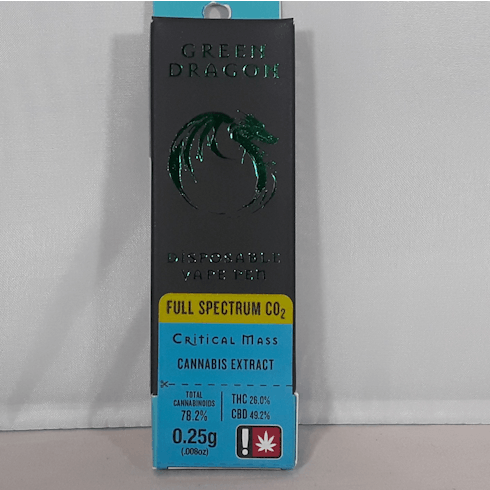 GREEN
DRAGON
DISPOSABLE
VAPE PEN
FULL SPECTRUM CO₂
CRITICAL MASS
CANNABIS EXTRACT
TOTAL
CANNABINOIDS
78.2%
THC 26.0%
CBD 49.2%
0.25g
(.008oz)
!